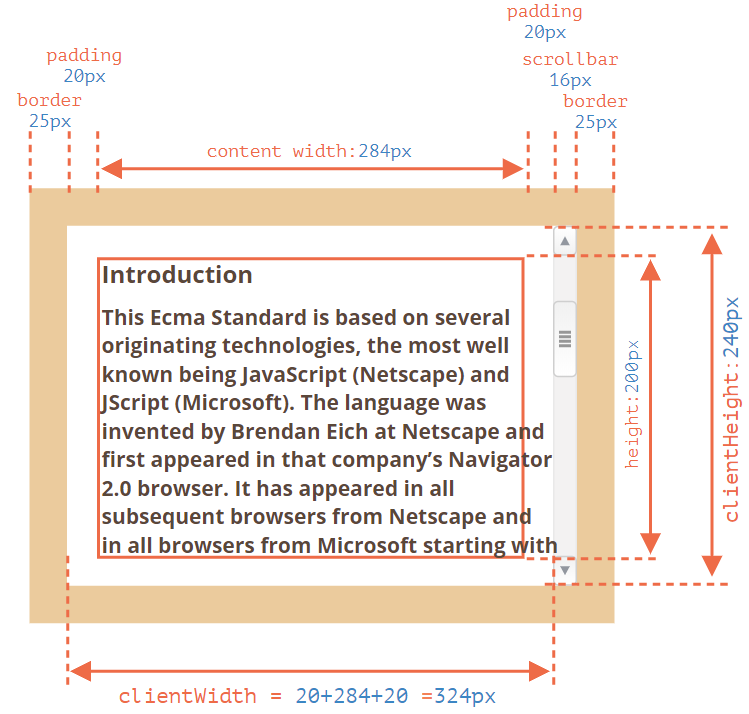 padding
20px
padding
20px
scrollbar
16px
border
25px
border
25px
content width:284px
Introduction
This Ecma Standard is based on several
originating technologies, the most well
known being JavaScript (Netscape) and
JScript (Microsoft). The language was
invented by Brendan Eich at Netscape and
first appeared in that company’s Navigator
2.0 browser. It has appeared in all
subsequent browsers from Netscape and
in all browsers from Microsoft starting with
height:200px
clientHeight:240px
clientWidth = 20+284+20 =324px